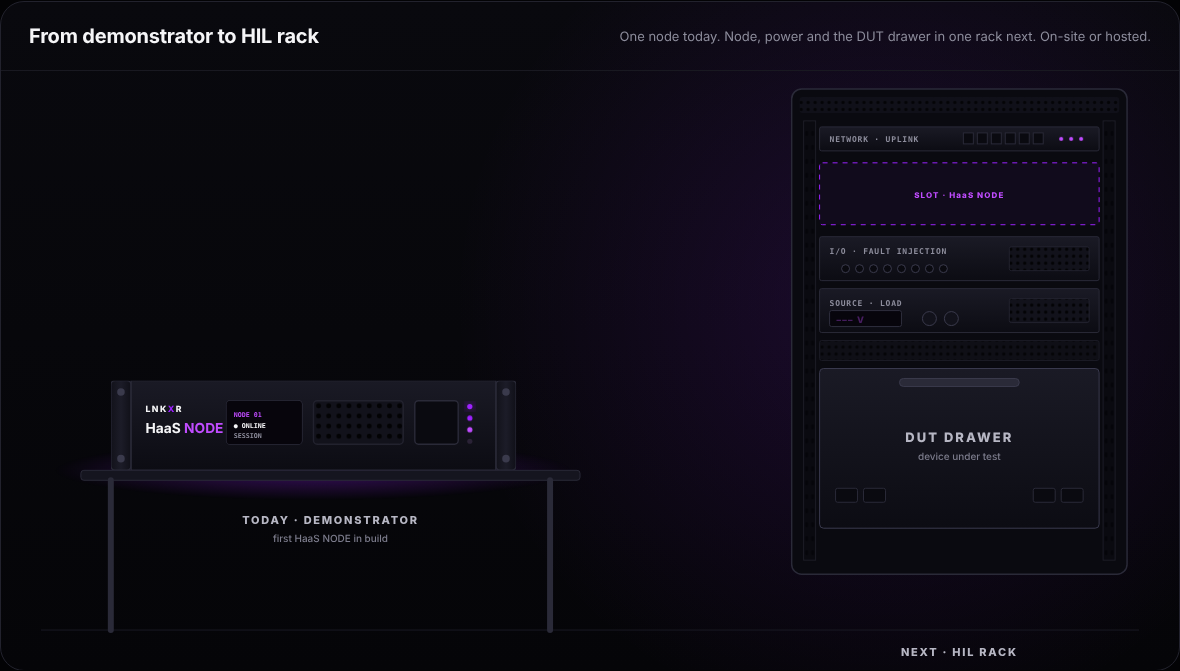 From demonstrator to HIL rack
One node today. Node, power and the DUT drawer in one rack next. On-site or hosted.
NETWORK · UPLINK
SLOT · HaaS NODE
I/O · FAULT INJECTION
SOURCE · LOAD
--- V
LNKXR
HaaS NODE
NODE 01
● ONLINE
SESSION
DUT DRAWER
device under test
TODAY · DEMONSTRATOR
first HaaS NODE in build
NEXT · HIL RACK